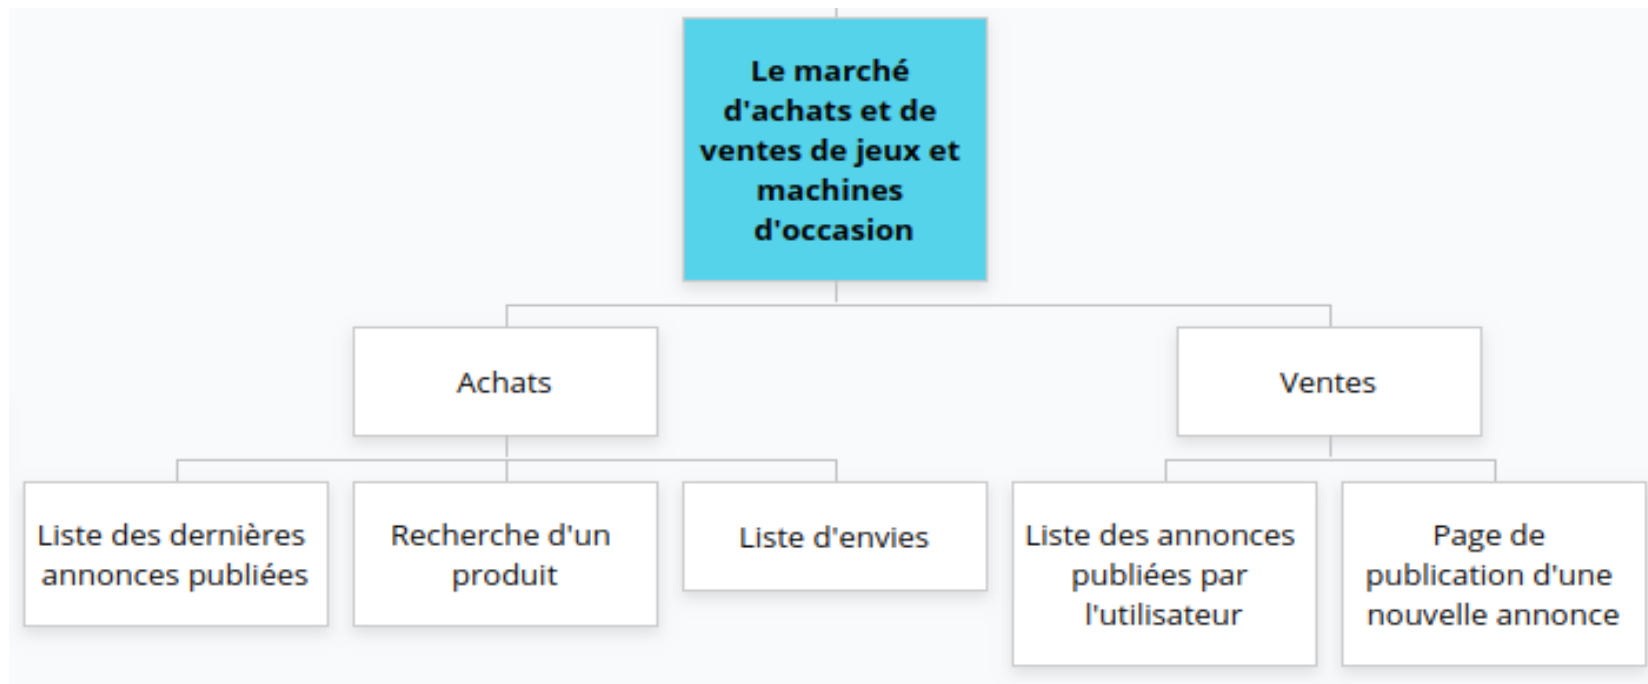 Le marché
d'achats et de
ventes de jeux et
machines
d'occasion
Achats
Ventes
Liste des dernières
annonces publiées
Recherche d'un
produit
Liste d'envies
Liste des annonces
publiées par
l'utilisateur
Page de
publication d'une
nouvelle annonce